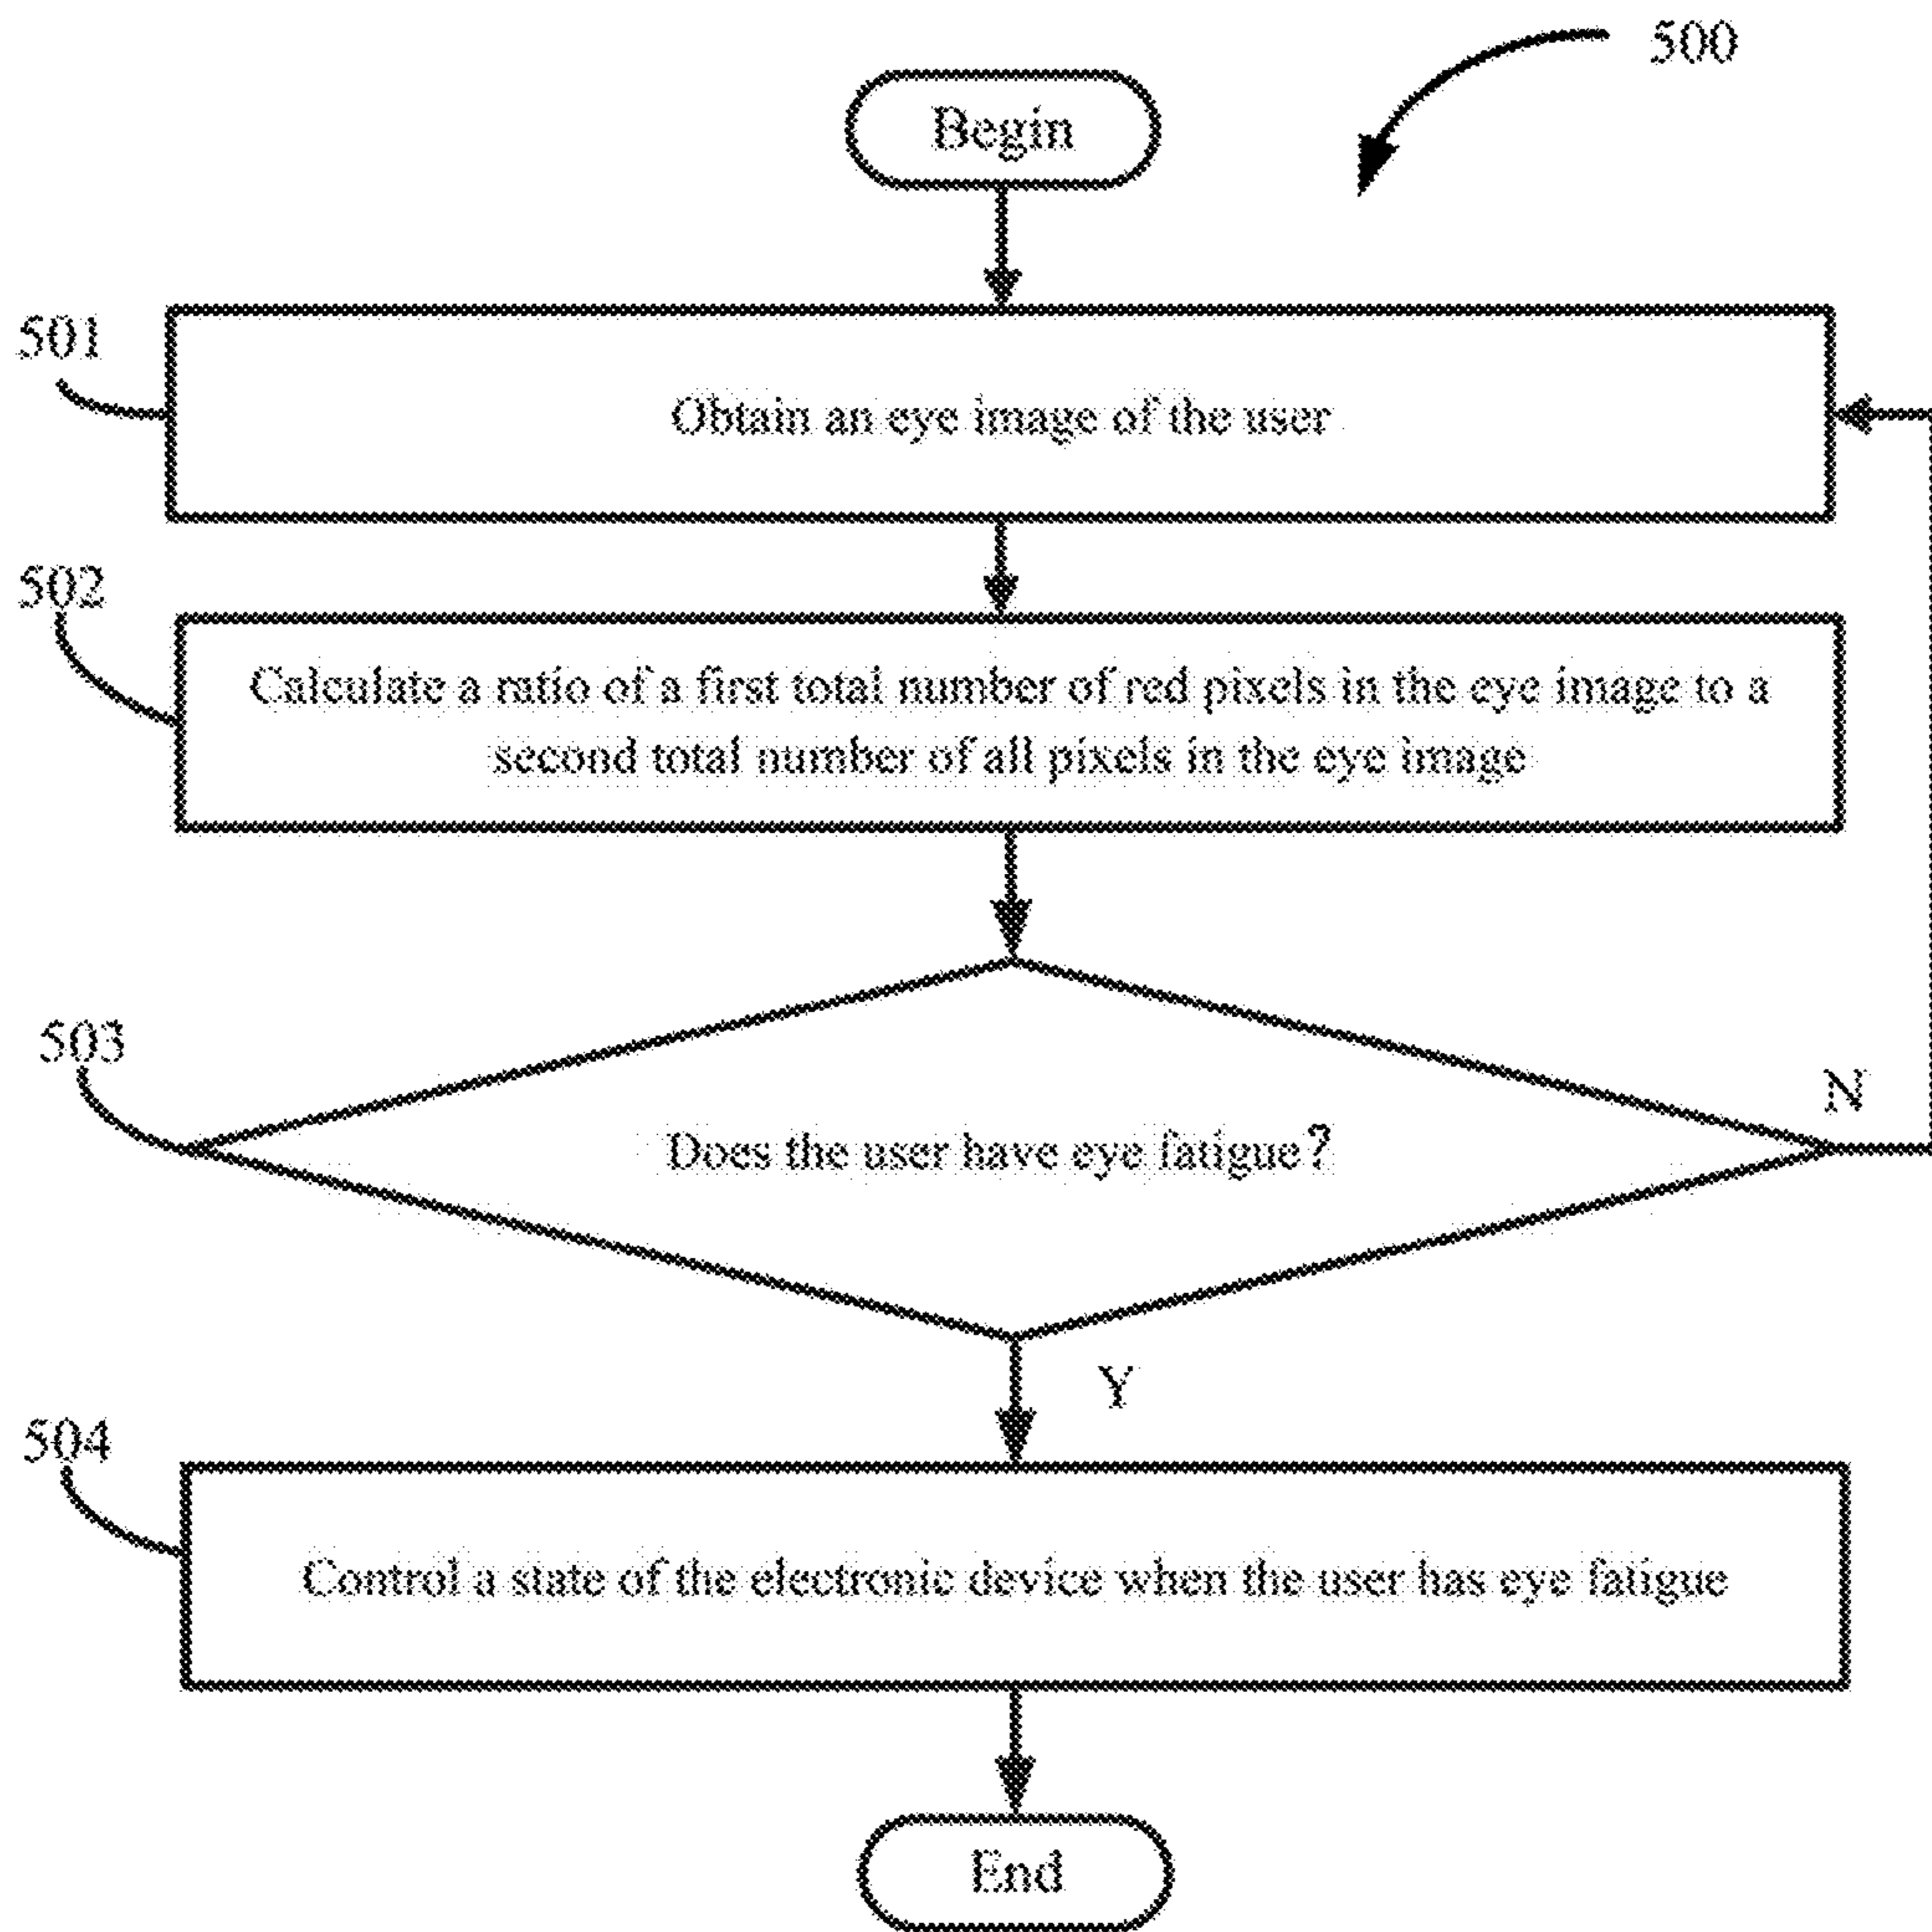 500
Begin
501
Obtain an eye image of the user
502
Calculate a ratio of a first total number of red pixels in the eye image to a
second total number of all pixels in the eye image
503
Does the user have eye fatigue?
N
Y
504
Control a state of the electronic device when the user has eye fatigue
End